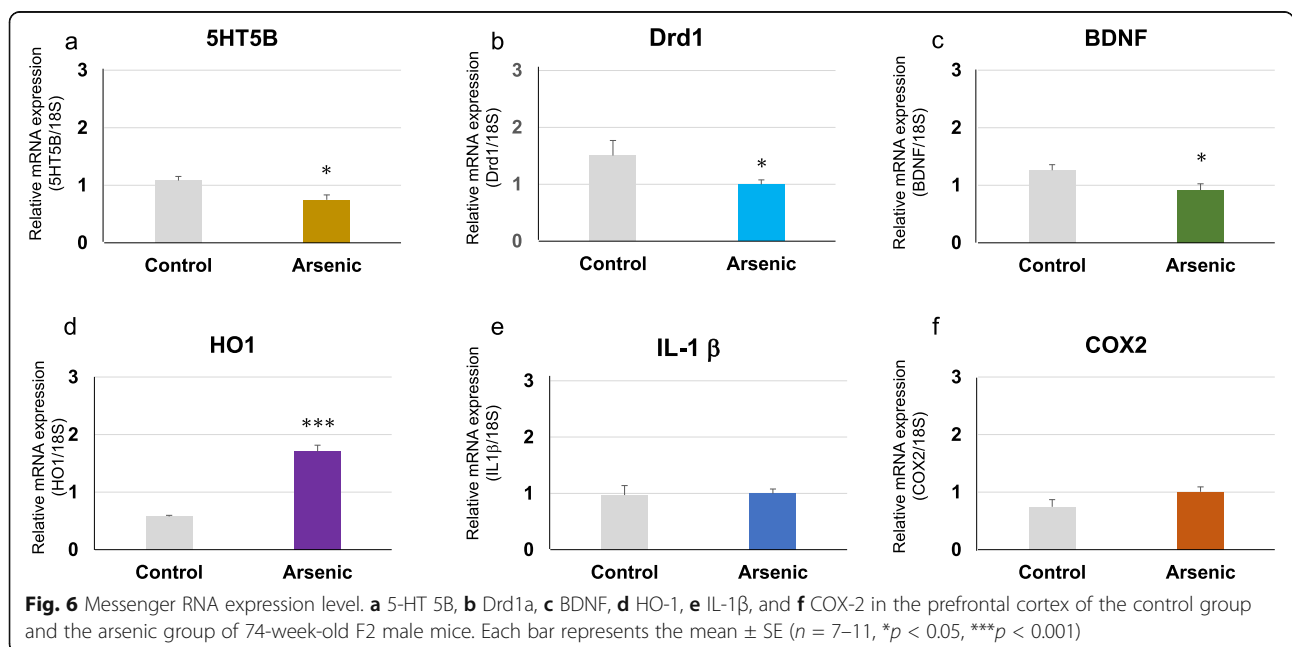 a
5HT5B
Relative mRNA expression
(5HT5B/18S)
3
2
1
0
*
Control Arsenic
b
Drd1
Relative mRNA expression
(Drd1/18S)
3
2
1
0
*
Control Arsenic
c
BDNF
Relative mRNA expression
(BDNF/18S)
3
2
1
0
*
Control Arsenic
d
HO1
Relative mRNA expression
(HO1/18S)
3
2
1
0
***
Control Arsenic
e
IL-1 β
Relative mRNA expression
(IL1β/18S)
3
2
1
0
Control Arsenic
f
COX2
Relative mRNA expression
(COX2/18S)
3
2
1
0
Control Arsenic
Fig. 6 Messenger RNA expression level. a 5-HT 5B, b Drd1a, c BDNF, d HO-1, e IL-1β, and f COX-2 in the prefrontal cortex of the control group
and the arsenic group of 74-week-old F2 male mice. Each bar represents the mean ± SE (n = 7–11, *p < 0.05, ***p < 0.001)